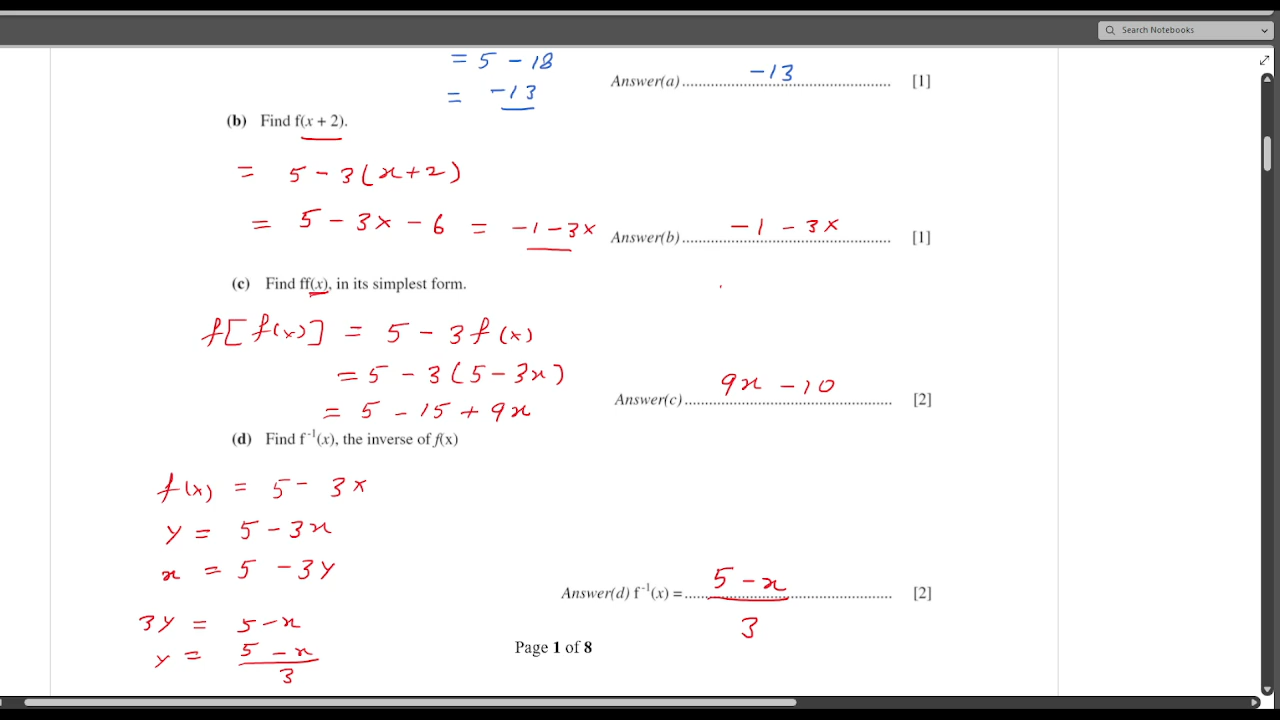 Search Notebooks
= 5 - 18
= -13
Answer(a) -13 [1]
(b) Find f(x + 2).
= 5 - 3(x+2)
= 5 - 3x - 6 = -1 - 3x
Answer(b) -1 - 3x [1]
(c) Find ff(x), in its simplest form.
f[f(x)] = 5 - 3f(x)
= 5 - 3(5 - 3x)
= 5 - 15 + 9x
Answer(c) 9x - 10 [2]
(d) Find f⁻¹(x), the inverse of f(x)
f(x) = 5 - 3x
y = 5 - 3x
x = 5 - 3y
3y = 5 - x
y = (5 - x)/3
Answer(d) f⁻¹(x) = (5 - x)/3 [2]
Page 1 of 8